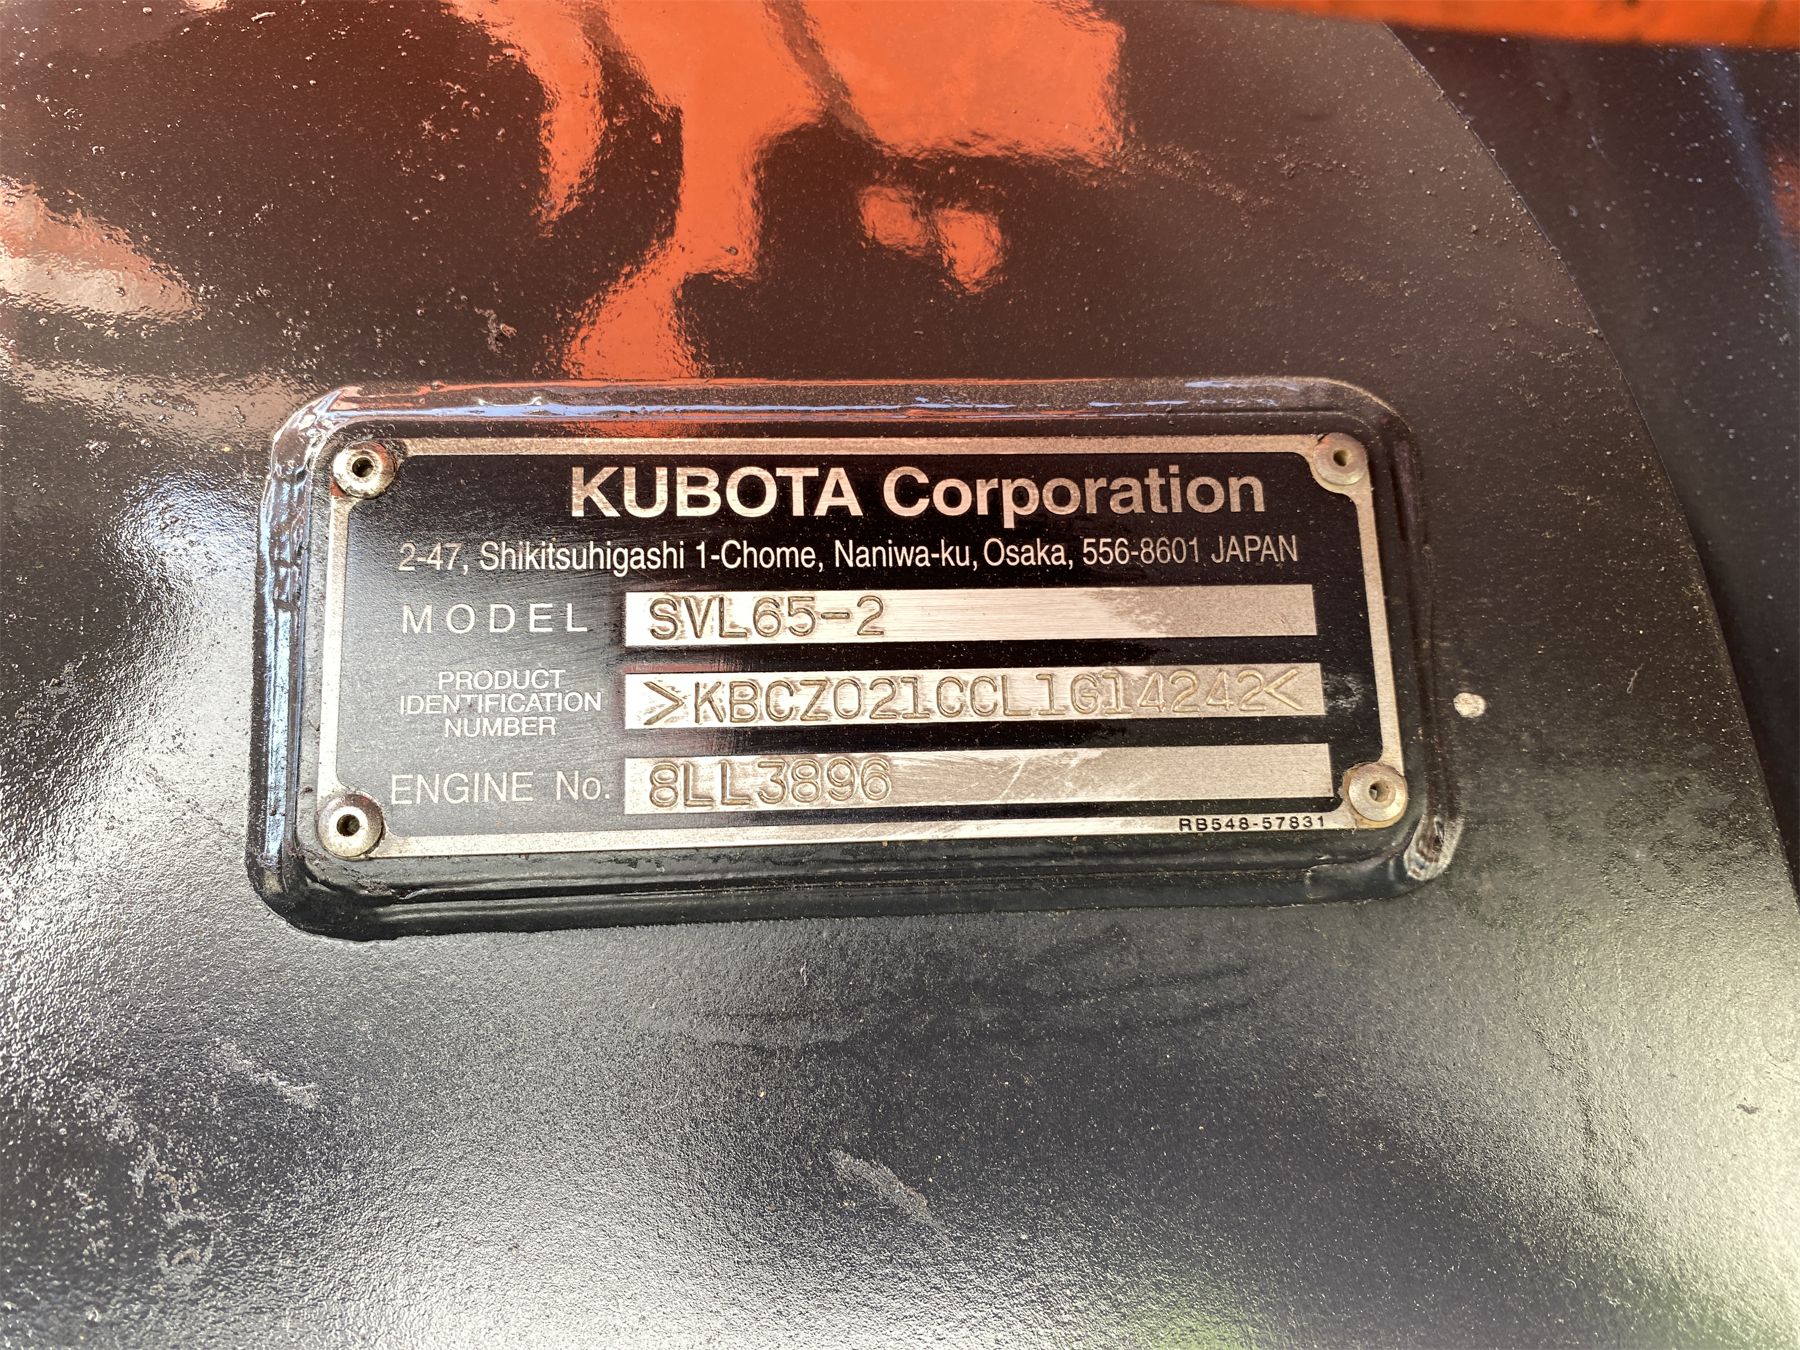 KUBOTA Corporation
2-47, Shikitsuhigashi 1-Chome, Naniwa-ku, Osaka, 556-8601 JAPAN
MODEL SVL65-2
PRODUCT
IDENTIFICATION
NUMBER
>KBCZ021CCL1G14242<
ENGINE No. 8LL3896
RB548-57831